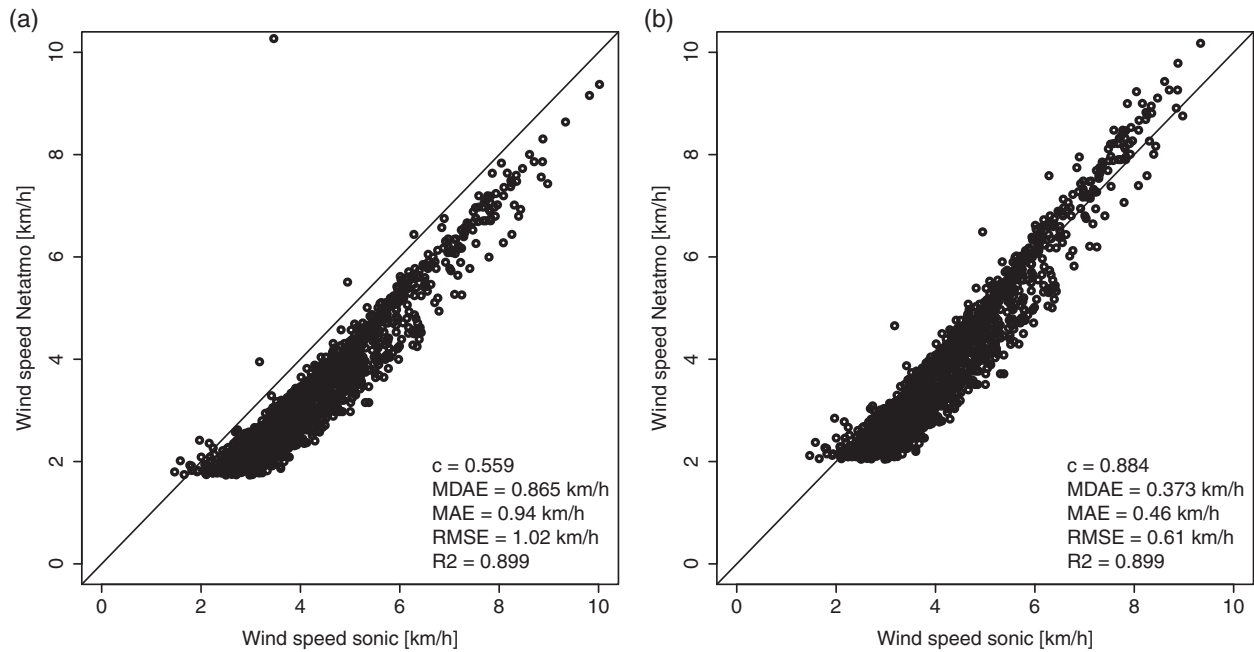 (a)
Wind speed Netatmo [km/h]
10
8
6
4
2
0
c = 0.559
MDAE = 0.865 km/h
MAE = 0.94 km/h
RMSE = 1.02 km/h
R2 = 0.899
0 2 4 6 8 10
Wind speed sonic [km/h]
(b)
Wind speed Netatmo [km/h]
10
8
6
4
2
0
c = 0.884
MDAE = 0.373 km/h
MAE = 0.46 km/h
RMSE = 0.61 km/h
R2 = 0.899
0 2 4 6 8 10
Wind speed sonic [km/h]